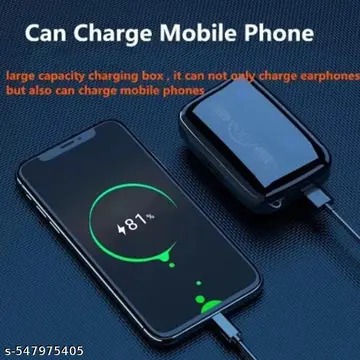 Can Charge Mobile Phone
large capacity charging box , it can not only charge earphones
but also can charge mobile phones
81%
s-547975405